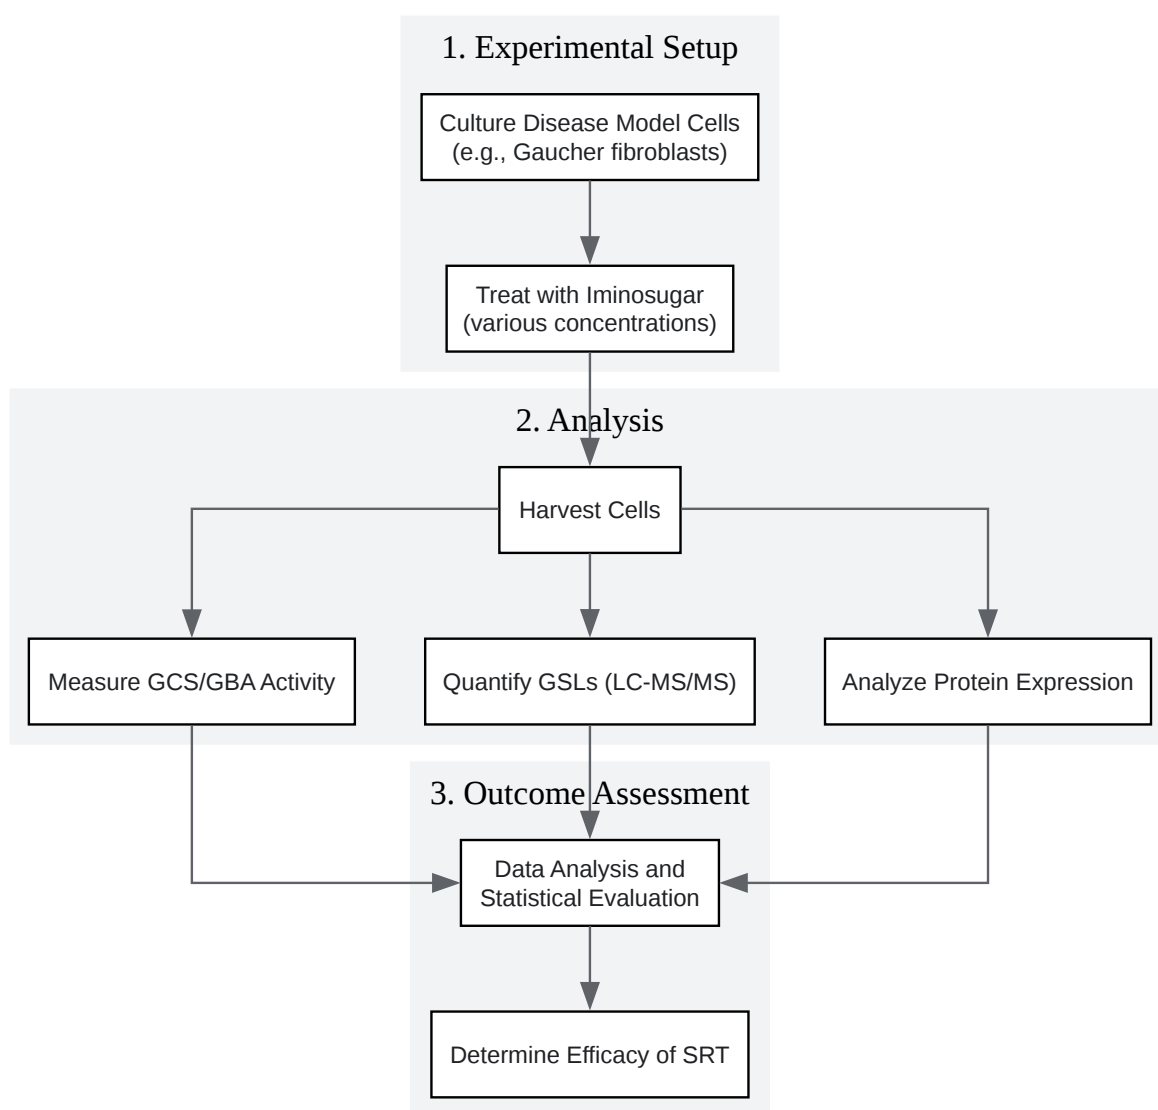 1. Experimental Setup
Culture Disease Model Cells
(e.g., Gaucher fibroblasts)
Treat with Iminosugar
(various concentrations)
2. Analysis
Harvest Cells
Measure GCS/GBA Activity
Quantify GSLs (LC-MS/MS)
Analyze Protein Expression
3. Outcome Assessment
Data Analysis and
Statistical Evaluation
Determine Efficacy of SRT